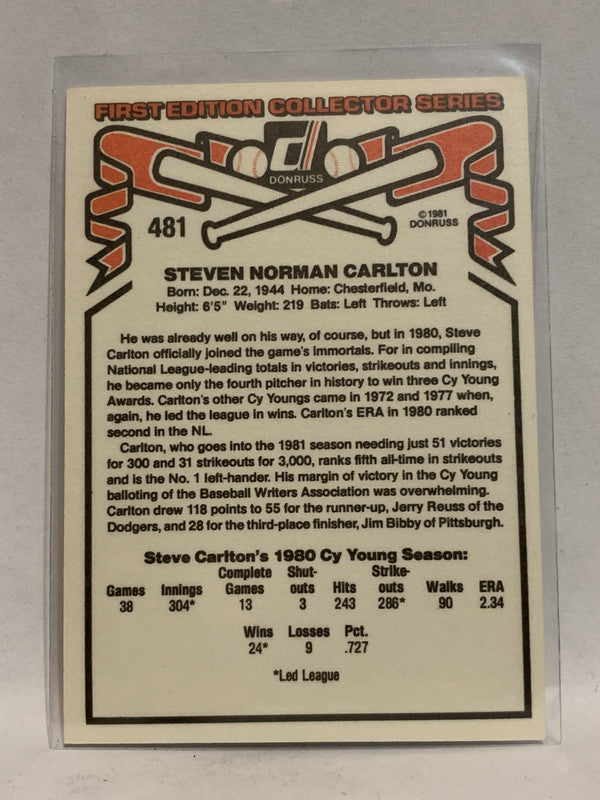 FIRST EDITION COLLECTOR SERIES
DONRUSS
481
© 1981
DONRUSS
STEVEN NORMAN CARLTON
Born: Dec. 22, 1944 Home: Chesterfield, Mo.
Height: 6'5" Weight: 219 Bats: Left Throws: Left
He was already well on his way, of course, but in 1980, Steve
Carlton officially joined the game's immortals. For in compiling
National League-leading totals in victories, strikeouts and innings,
he became only the fourth pitcher in history to win three Cy Young
Awards. Carlton's other Cy Youngs came in 1972 and 1977 when,
again, he led the league in wins. Carlton's ERA in 1980 ranked
second in the NL.
Carlton, who goes into the 1981 season needing just 51 victories
for 300 and 31 strikeouts for 3,000, ranks fifth all-time in strikeouts
and is the No. 1 left-hander. His margin of victory in the Cy Young
balloting of the Baseball Writers Association was overwhelming.
Carlton drew 118 points to 55 for the runner-up, Jerry Reuss of the
Dodgers, and 28 for the third-place finisher, Jim Bibby of Pittsburgh.
Steve Carlton's 1980 Cy Young Season:
Complete Shut- Strike-
Games Innings Games outs Hits outs Walks ERA
38 304* 13 3 243 286* 90 2.34
Wins Losses Pct.
24* 9 .727
*Led League